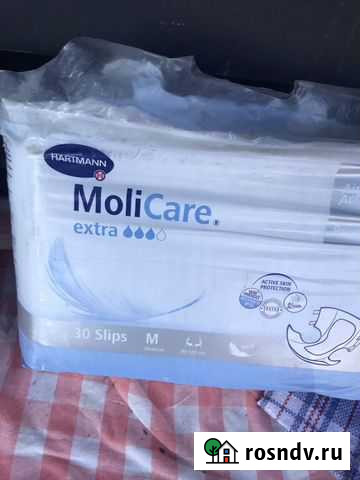 HARTMANN
MoliCare®
extra
ACTIVE SKIN
PROTECTION
30 Slips M
rosndv.ru